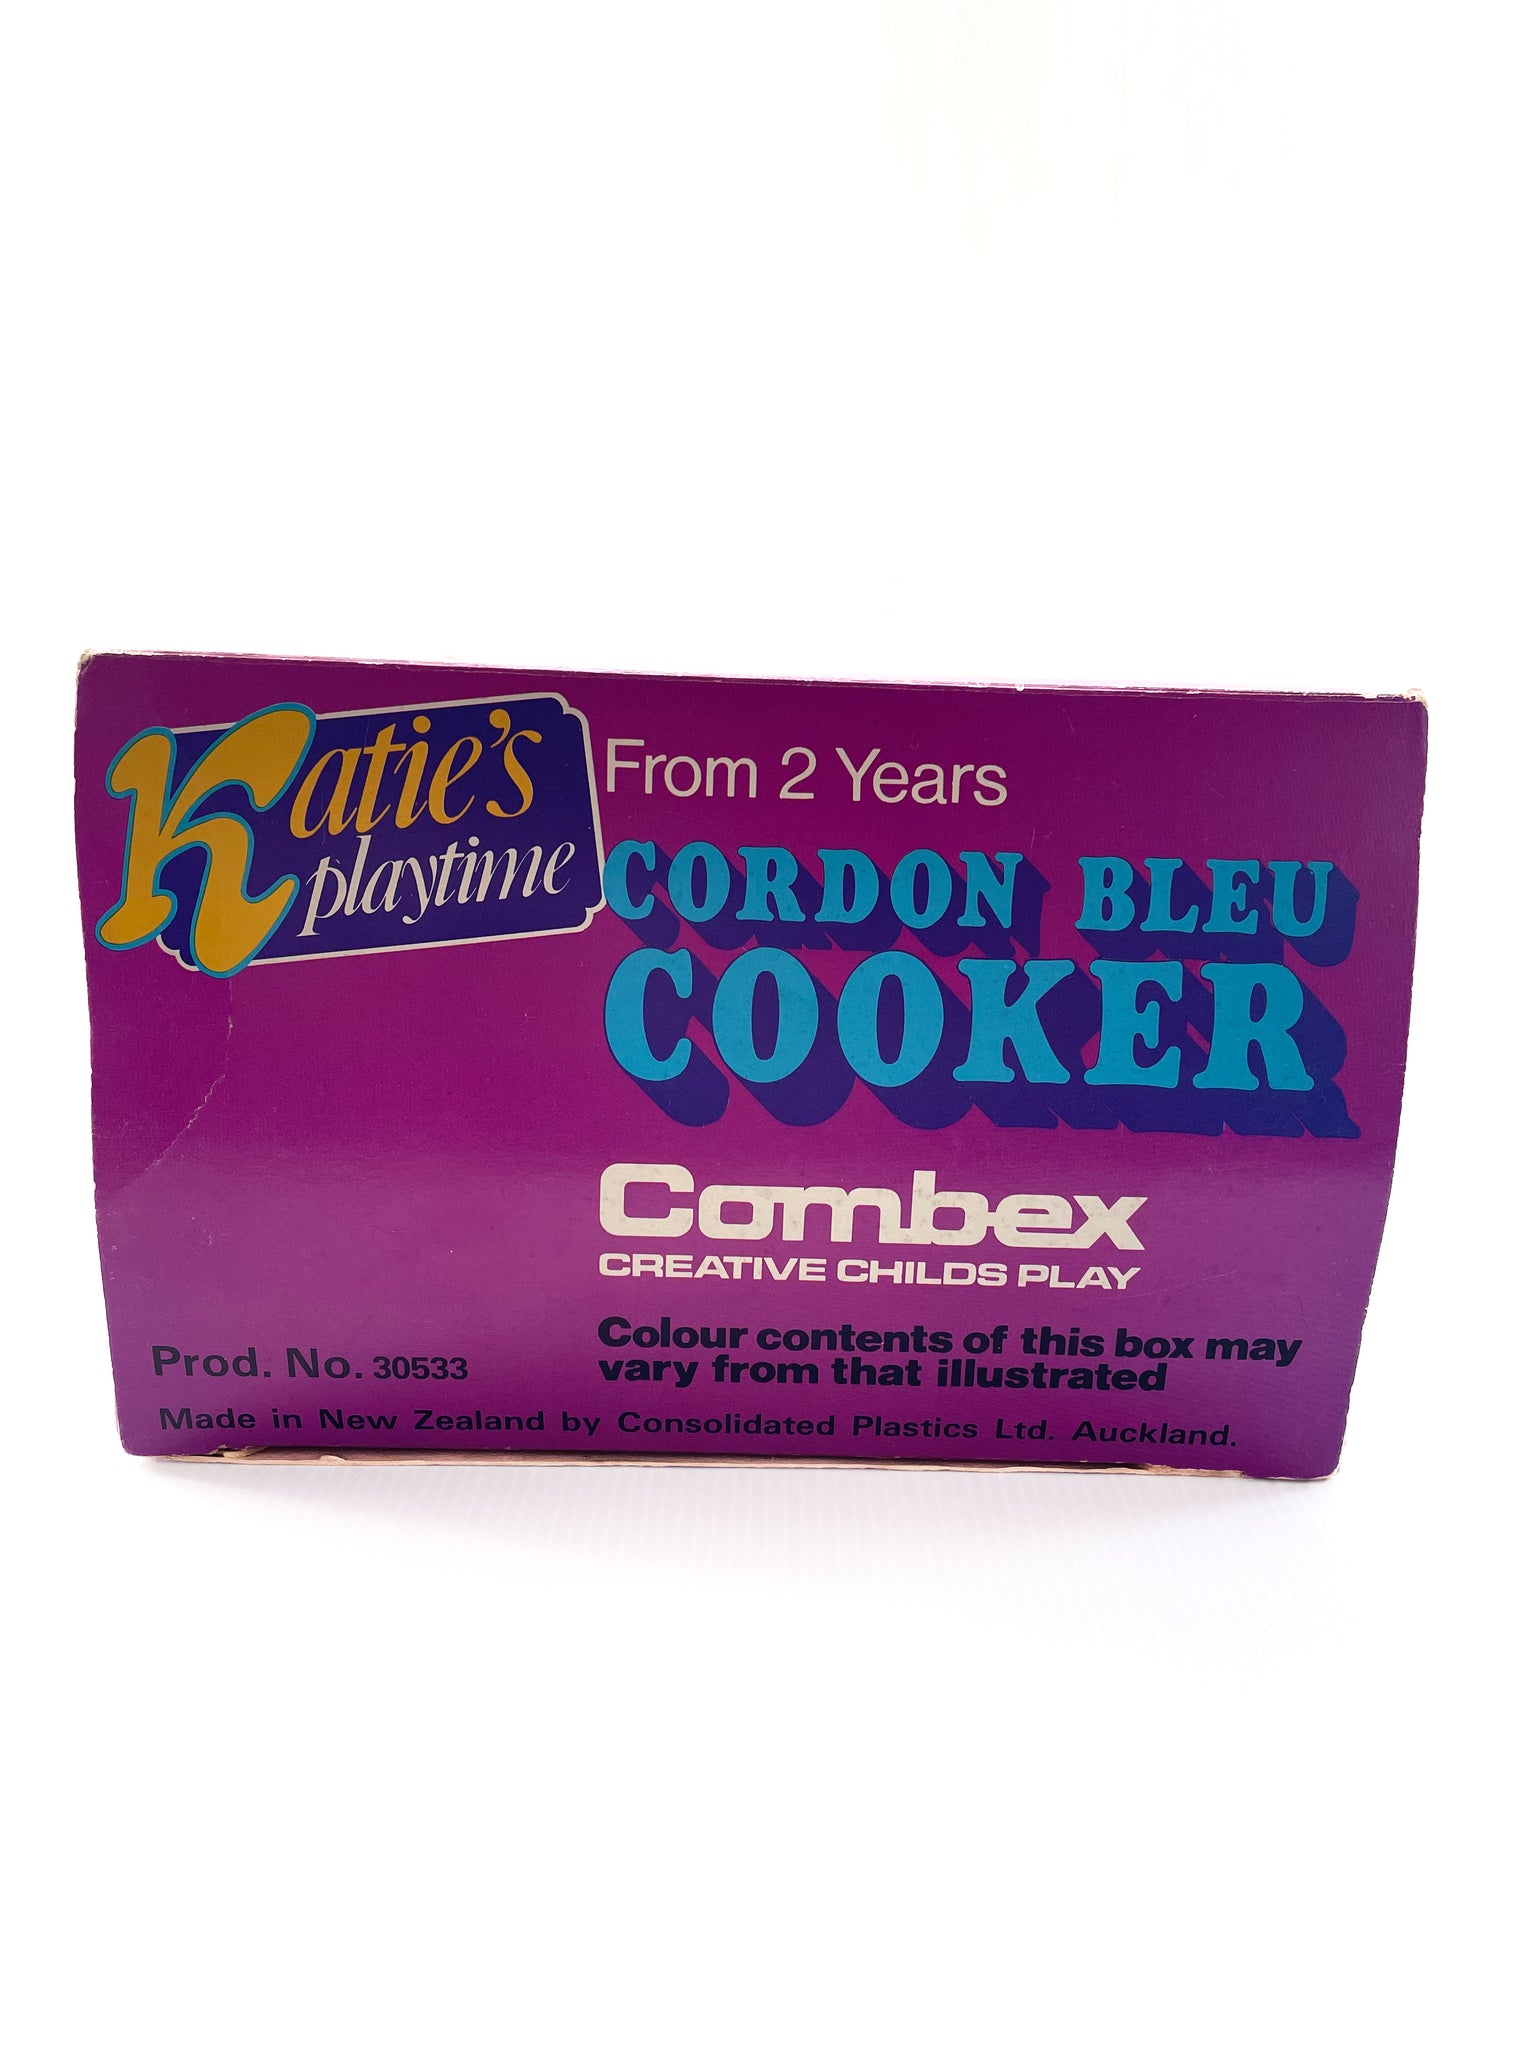 Katie's
playtime
From 2 Years
CORDON BLEU
COOKER
Combex
CREATIVE CHILDS PLAY
Colour contents of this box may
vary from that illustrated
Prod. No. 30533
Made in New Zealand by Consolidated Plastics Ltd. Auckland.